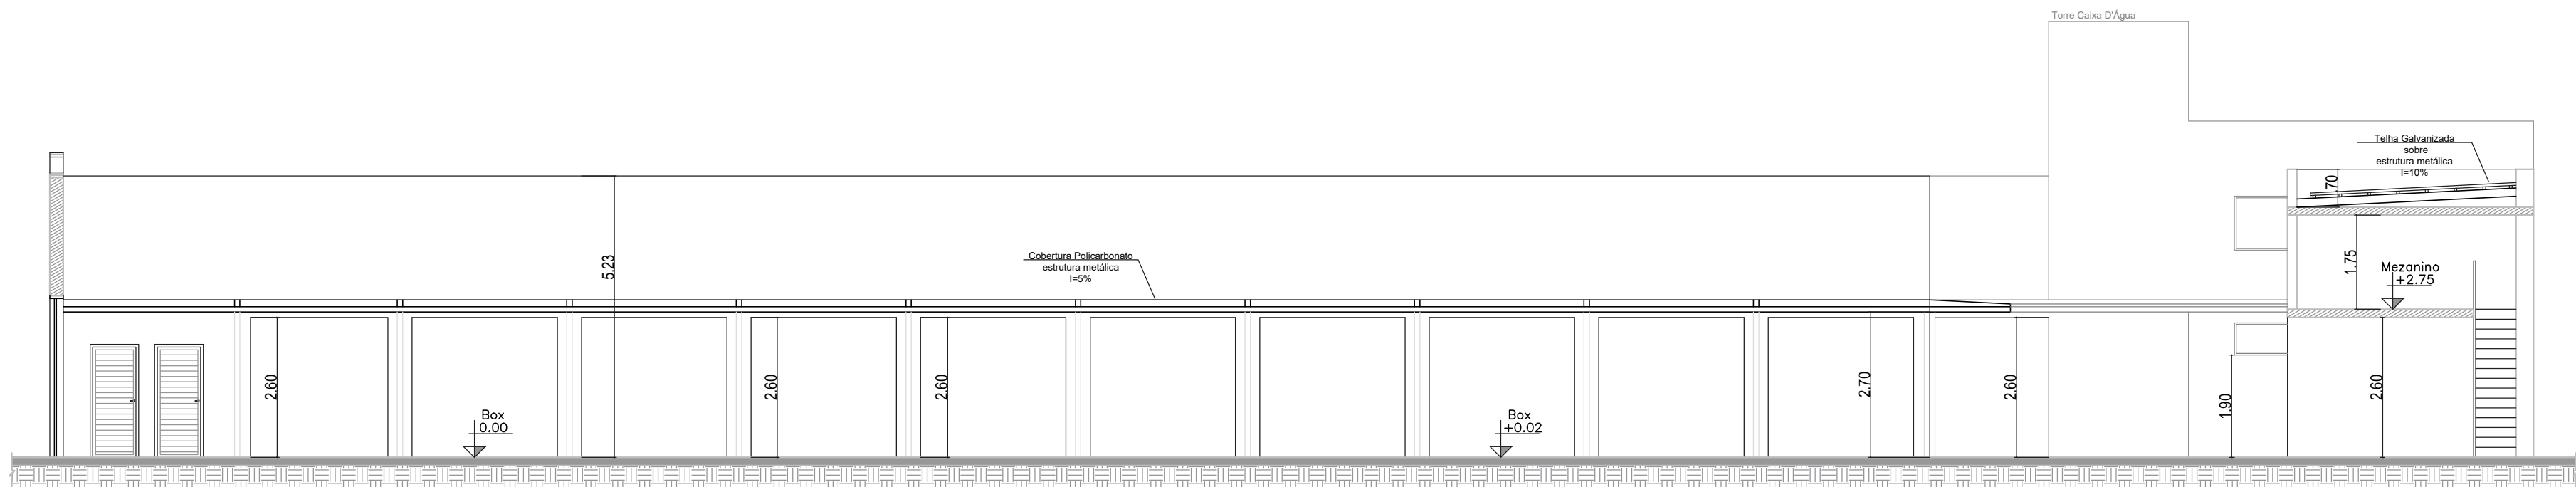 Torre Caixa D'Água
Telha Galvanizada
sobre
estrutura metálica
I=10%
.70
5.23
Cobertura Policarbonato
estrutura metálica
I=5%
1.75
Mezanino
+2.75
2.60
Box
0.00
2.60
2.60
Box
+0.02
2.70
2.60
1.90
2.60